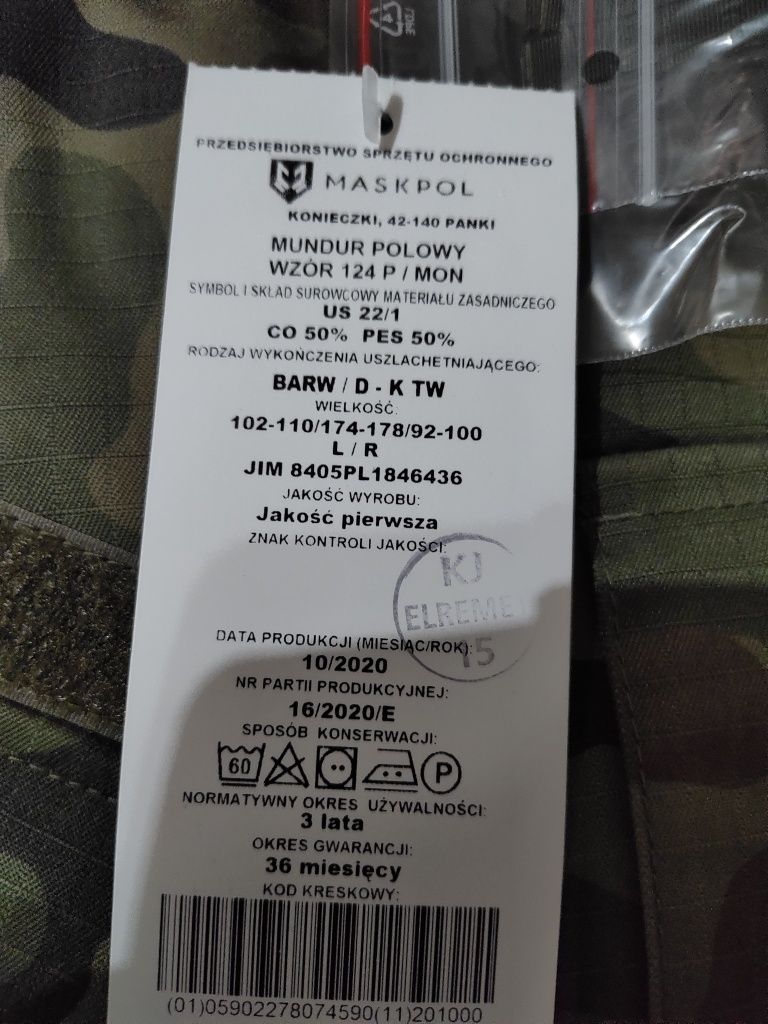 PRZEDSIĘBIORSTWO SPRZĘTU OCHRONNEGO
MASKPOL
KONIECZKI, 42-140 PANKI
MUNDUR POLOWY
WZÓR 124 P / MON
SYMBOL I SKŁAD SUROWCOWY MATERIAŁU ZASADNICZEGO
US 22/1
CO 50% PES 50%
RODZAJ WYKOŃCZENIA USZLACHETNIAJĄCEGO:
BARW / D - K TW
WIELKOŚĆ:
102-110/174-178/92-100
L / R
JIM 8405PL1846436
JAKOŚĆ WYROBU:
Jakość pierwsza
ZNAK KONTROLI JAKOŚCI:
KJ
15
DATA PRODUKCJI (MIESIĄC/ROK):
10/2020
NR PARTII PRODUKCYJNEJ:
16/2020/E
SPOSÓB KONSERWACJI:
60 P
NORMATYWNY OKRES UŻYWALNOŚCI:
3 lata
OKRES GWARANCJI:
36 miesięcy
KOD KRESKOWY:
(01)05902278074590(11)201000